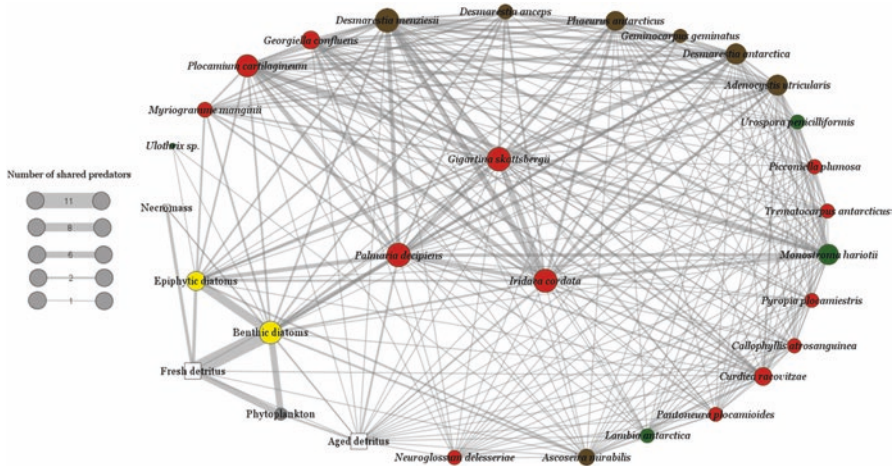 Desmarestia anceps
Desmarestia menziesii
Phaeurus antarcticus
Geminocarpus geminatus
Georgiella confluens
Desmarestia antarctica
Plocamium cartilagineum
Adenocystis utricularis
Myriogramme manginii
Urospora penicilliformis
Ulothrix sp.
Gigartina skottsbergii
Picconiella plumosa
Number of shared predators
11
Necromass
Trematocarpus antarcticus
8
Palmaria decipiens
Monostroma hariotii
6
Epiphytic diatoms
Iridaea cordata
2
Pyropia plocamiestris
1
Benthic diatoms
Callophyllis atrosanguinea
Fresh detritus
Curdiea racovitzae
Phytoplankton
Pantoneura plocamioides
Aged detritus
Lambia antarctica
Neuroglossum delesseriae
Ascoseira mirabilis